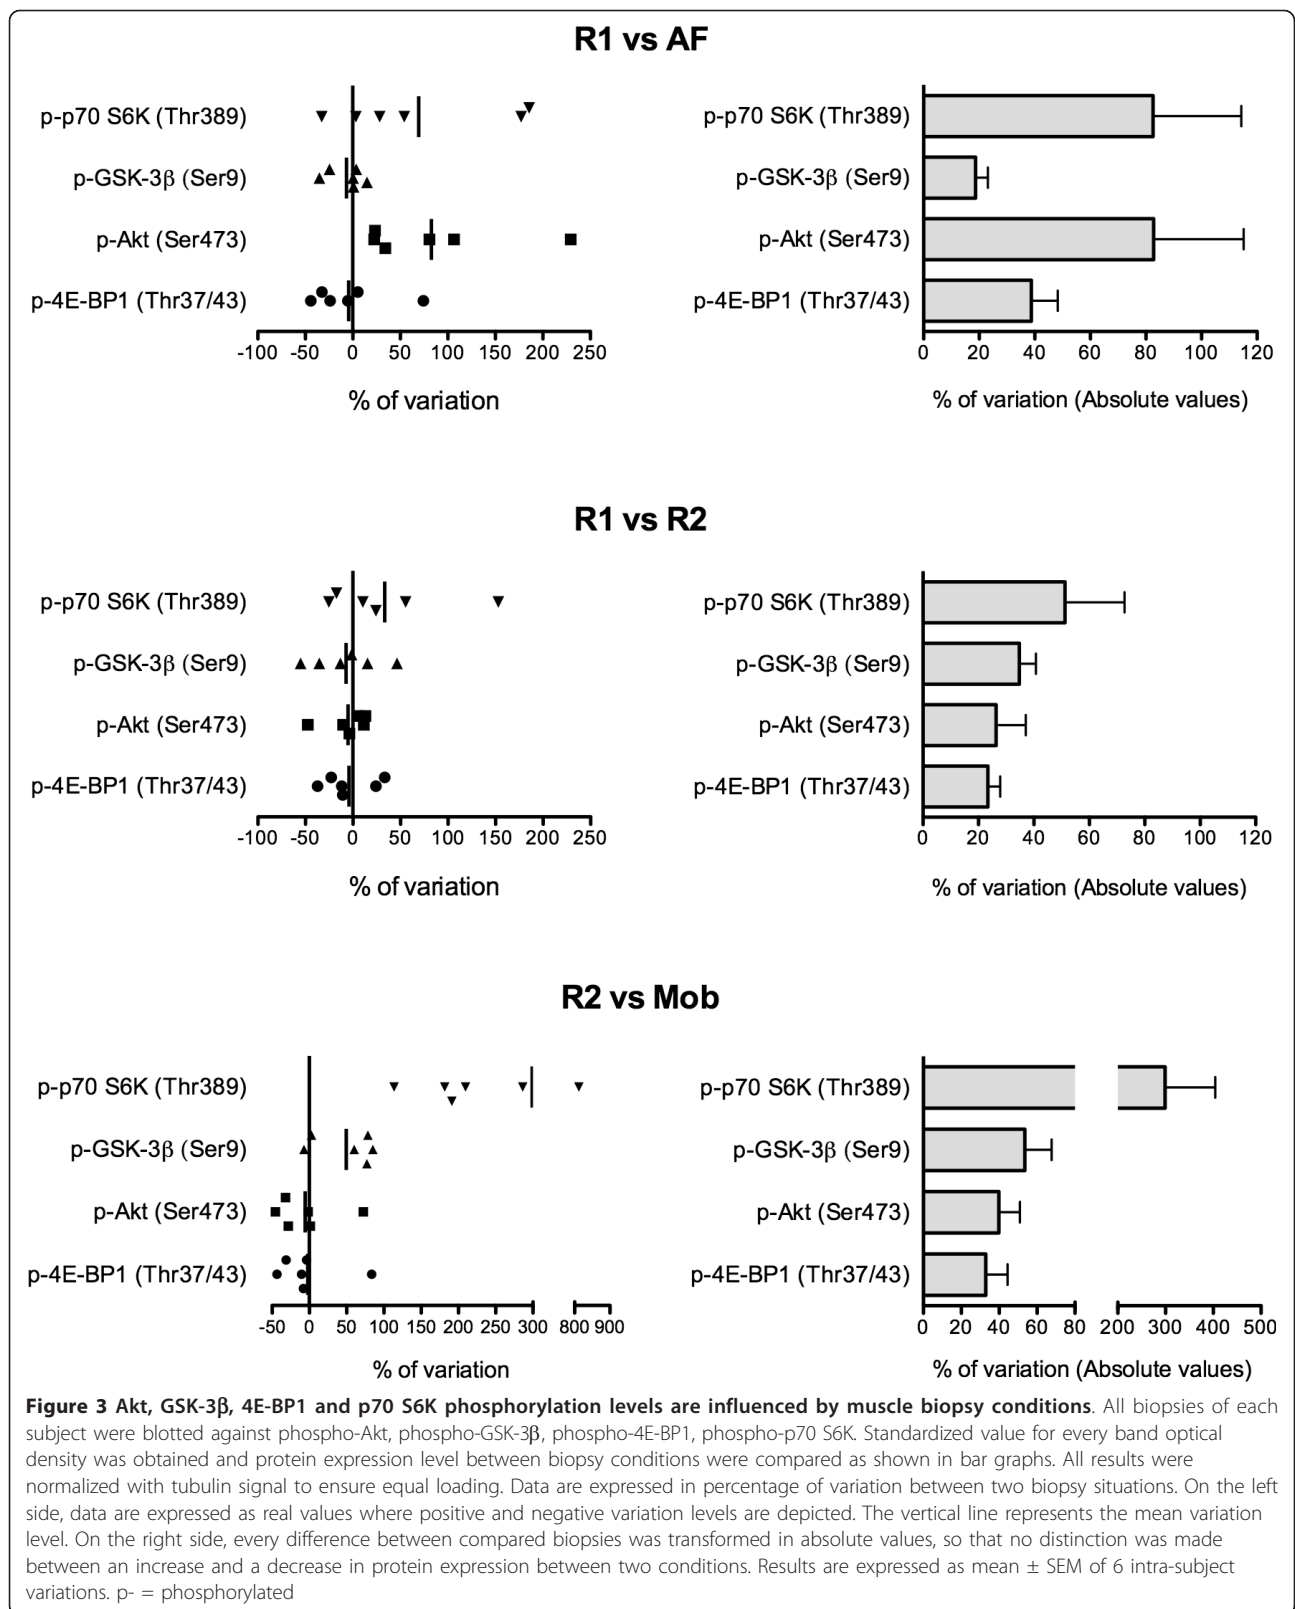 R1 vs AF
p-p70 S6K (Thr389)
p-GSK-3β (Ser9)
p-Akt (Ser473)
p-4E-BP1 (Thr37/43)
-100 -50 0 50 100 150 200 250
% of variation
p-p70 S6K (Thr389)
p-GSK-3β (Ser9)
p-Akt (Ser473)
p-4E-BP1 (Thr37/43)
0 20 40 60 80 100 120
% of variation (Absolute values)
R1 vs R2
p-p70 S6K (Thr389)
p-GSK-3β (Ser9)
p-Akt (Ser473)
p-4E-BP1 (Thr37/43)
-100 -50 0 50 100 150 200 250
% of variation
p-p70 S6K (Thr389)
p-GSK-3β (Ser9)
p-Akt (Ser473)
p-4E-BP1 (Thr37/43)
0 20 40 60 80 100 120
% of variation (Absolute values)
R2 vs Mob
p-p70 S6K (Thr389)
p-GSK-3β (Ser9)
p-Akt (Ser473)
p-4E-BP1 (Thr37/43)
-50 0 50 100 150 200 250 300 800 900
% of variation
p-p70 S6K (Thr389)
p-GSK-3β (Ser9)
p-Akt (Ser473)
p-4E-BP1 (Thr37/43)
0 20 40 60 80 200 300 400 500
% of variation (Absolute values)
Figure 3 Akt, GSK-3β, 4E-BP1 and p70 S6K phosphorylation levels are influenced by muscle biopsy conditions. All biopsies of each
subject were blotted against phospho-Akt, phospho-GSK-3β, phospho-4E-BP1, phospho-p70 S6K. Standardized value for every band optical
density was obtained and protein expression level between biopsy conditions were compared as shown in bar graphs. All results were
normalized with tubulin signal to ensure equal loading. Data are expressed in percentage of variation between two biopsy situations. On the left
side, data are expressed as real values where positive and negative variation levels are depicted. The vertical line represents the mean variation
level. On the right side, every difference between compared biopsies was transformed in absolute values, so that no distinction was made
between an increase and a decrease in protein expression between two conditions. Results are expressed as mean ± SEM of 6 intra-subject
variations. p- = phosphorylated